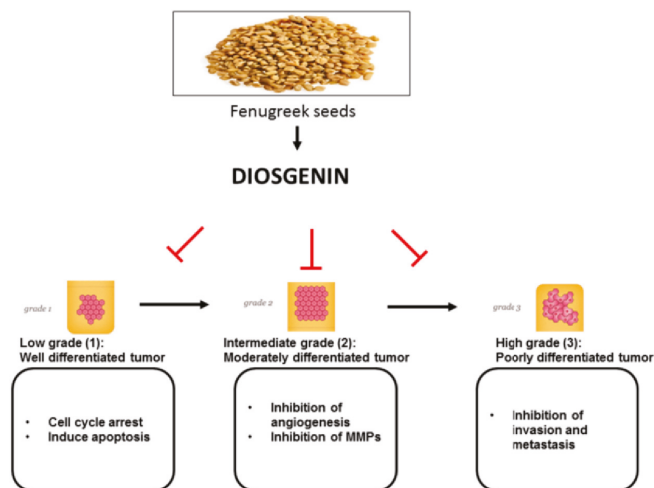 Fenugreek seeds
DIOSGENIN
grade 1
grade 2
grade 3
Low grade (1):
Well differentiated tumor
Intermediate grade (2):
Moderately differentiated tumor
High grade (3):
Poorly differentiated tumor
• Cell cycle arrest
• Induce apoptosis
• Inhibition of
angiogenesis
• Inhibition of MMPs
• Inhibition of
invasion and
metastasis